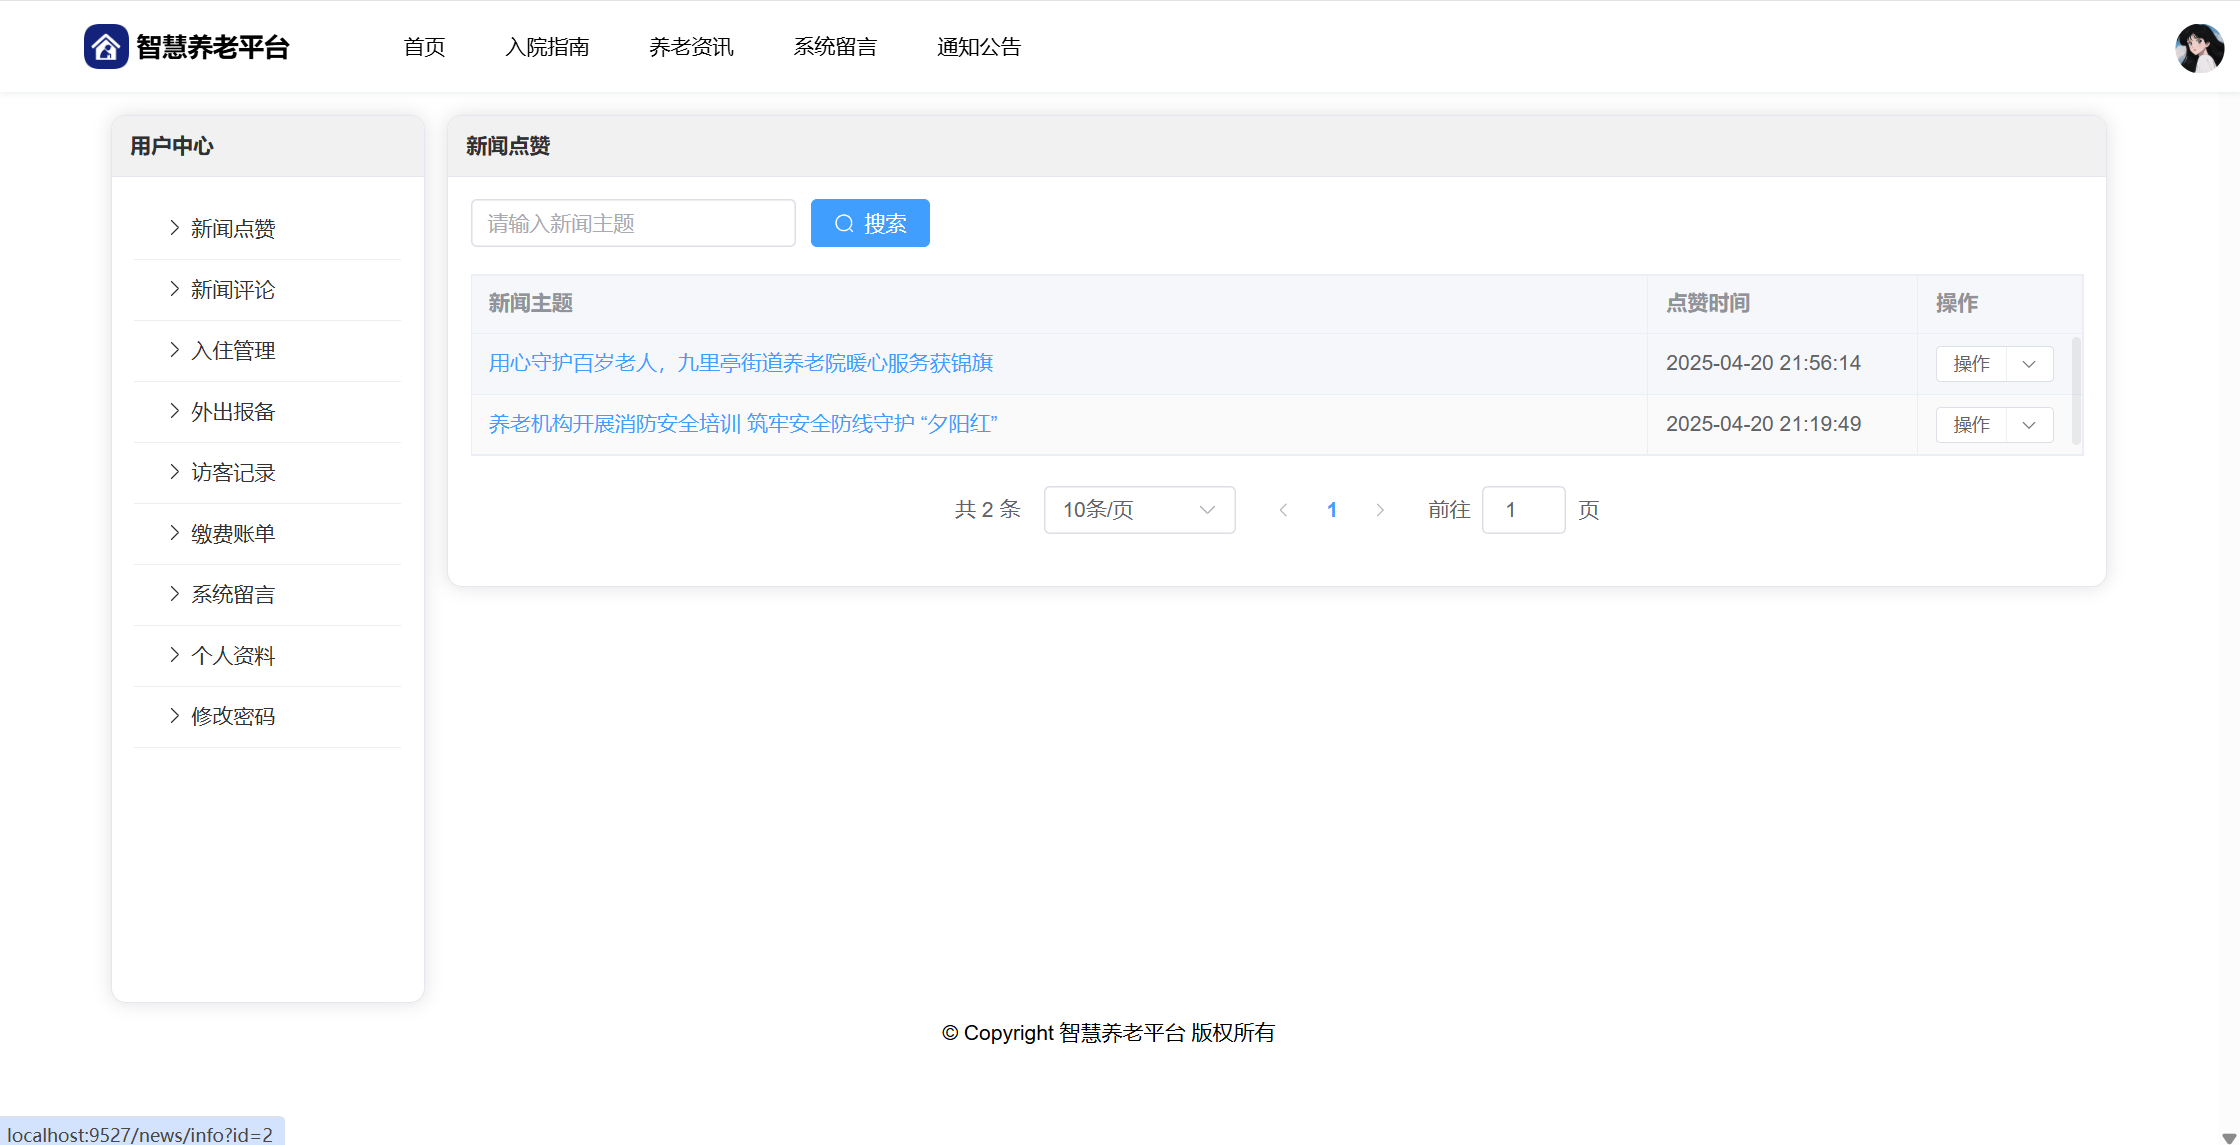 智慧养老平台 首页 入院指南 养老资讯 系统留言 通知公告
用户中心
新闻点赞
新闻评论
入住管理
外出报备
访客记录
缴费账单
系统留言
个人资料
修改密码
新闻点赞
请输入新闻主题 搜索
新闻主题 点赞时间 操作
用心守护百岁老人，九里亭街道养老院暖心服务获锦旗 2025-04-20 21:56:14 操作
养老机构开展消防安全培训 筑牢安全防线守护 “夕阳红” 2025-04-20 21:19:49 操作
共 2 条 10条/页 1 前往 1 页
© Copyright 智慧养老平台 版权所有
localhost:9527/news/info?id=2